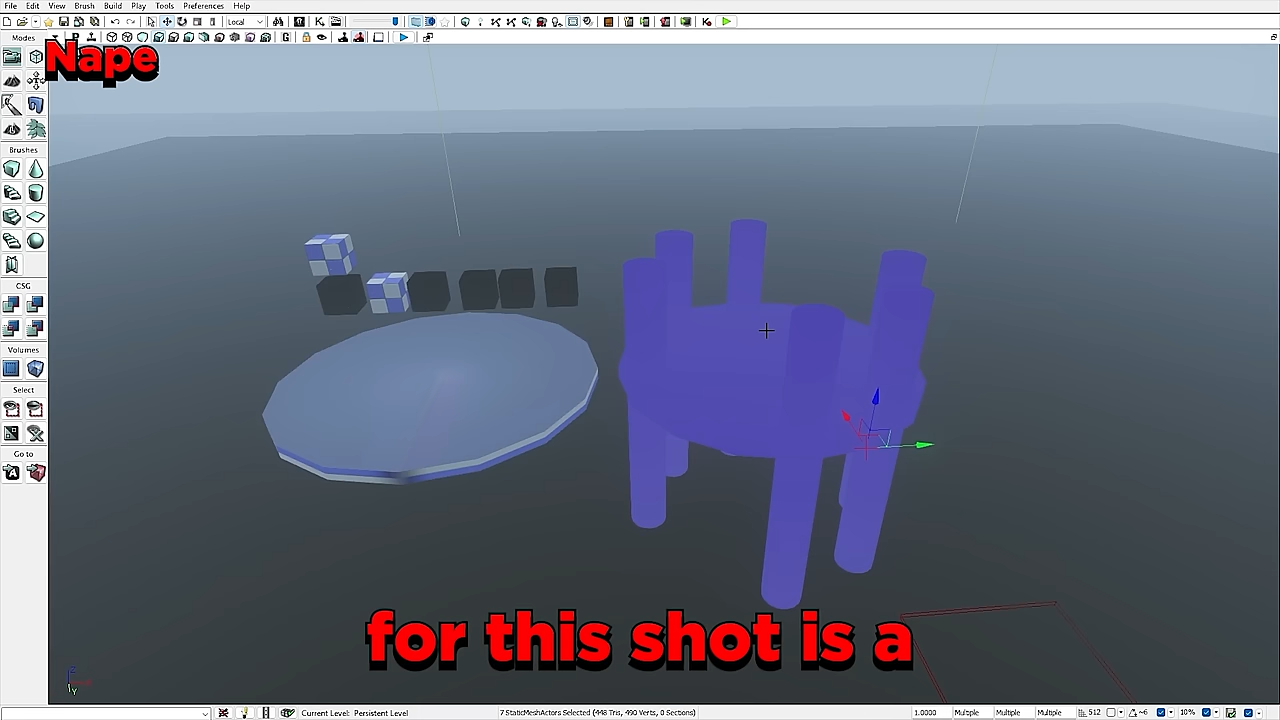 File Edit View Brush Build Play Tools Preferences Help
Local
Modes
Nape
Brushes
CSG
Volumes
Select
Go to
for this shot is a
Current Level: Persistent Level
7 StaticMeshActors Selected (448 Tris, 490 Verts, 0 Sections)
1.0000 Multiple Multiple Multiple 512 10%